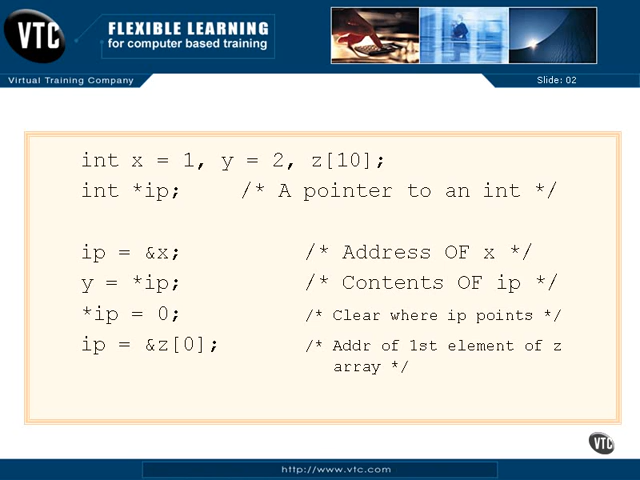 VTC
FLEXIBLE LEARNING
for computer based training
Virtual Training Company
Slide: 02
int x = 1, y = 2, z[10];
int *ip; /* A pointer to an int */
ip = &x; /* Address OF x */
y = *ip; /* Contents OF ip */
*ip = 0; /* Clear where ip points */
ip = &z[0]; /* Addr of 1st element of z
array */
VTC
http://www.vtc.com